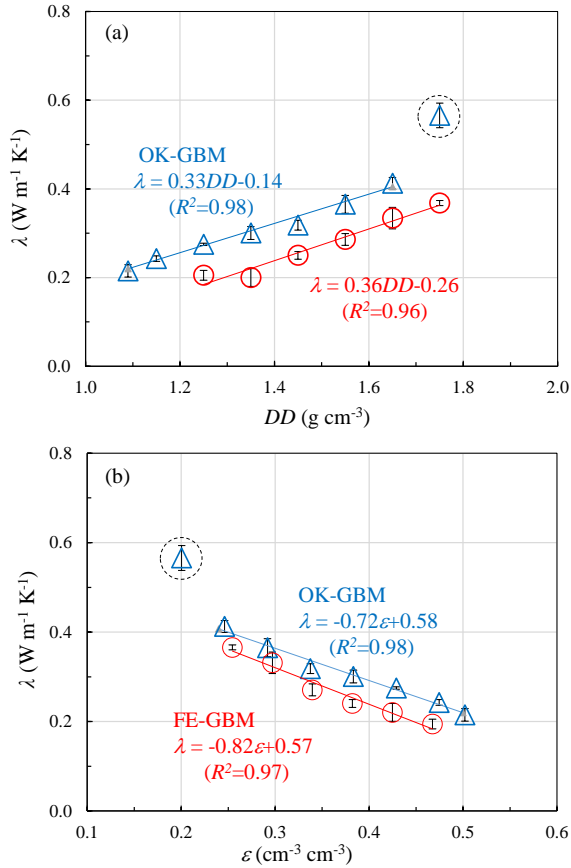 (a)
0.8
0.6
0.4
0.2
0.0
λ (W m-1 K-1)
OK-GBM
λ = 0.33DD-0.14
(R2=0.98)
λ = 0.36DD-0.26
(R2=0.96)
1.0 1.2 1.4 1.6 1.8 2.0
DD (g cm-3)
(b)
0.8
0.6
0.4
0.2
0.0
λ (W m-1 K-1)
OK-GBM
λ = -0.72ε+0.58
(R2=0.98)
FE-GBM
λ = -0.82ε+0.57
(R2=0.97)
0.1 0.2 0.3 0.4 0.5 0.6
ε (cm-3 cm-3)